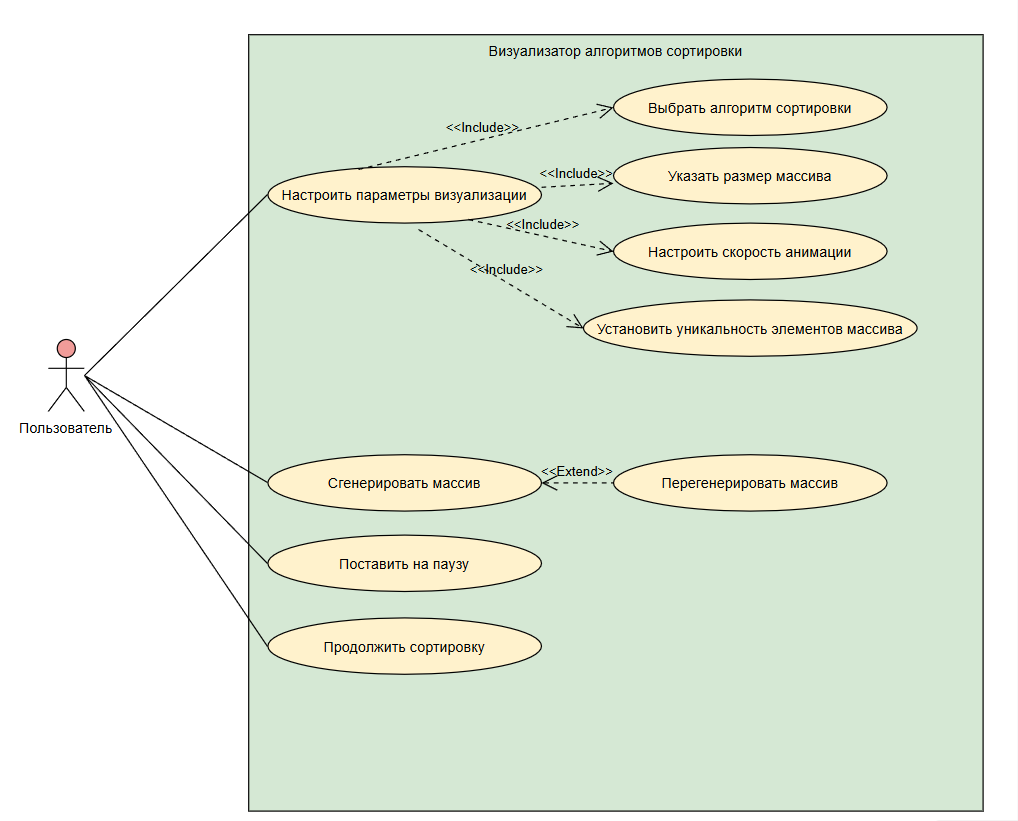 Визуализатор алгоритмов сортировки
Выбрать алгоритм сортировки
<<Include>>
<<Include>>
Указать размер массива
Настроить параметры визуализации
<<Include>>
Настроить скорость анимации
<<Include>>
Установить уникальность элементов массива
Пользователь
<<Extend>>
Сгенерировать массив
Перегенерировать массив
Поставить на паузу
Продолжить сортировку